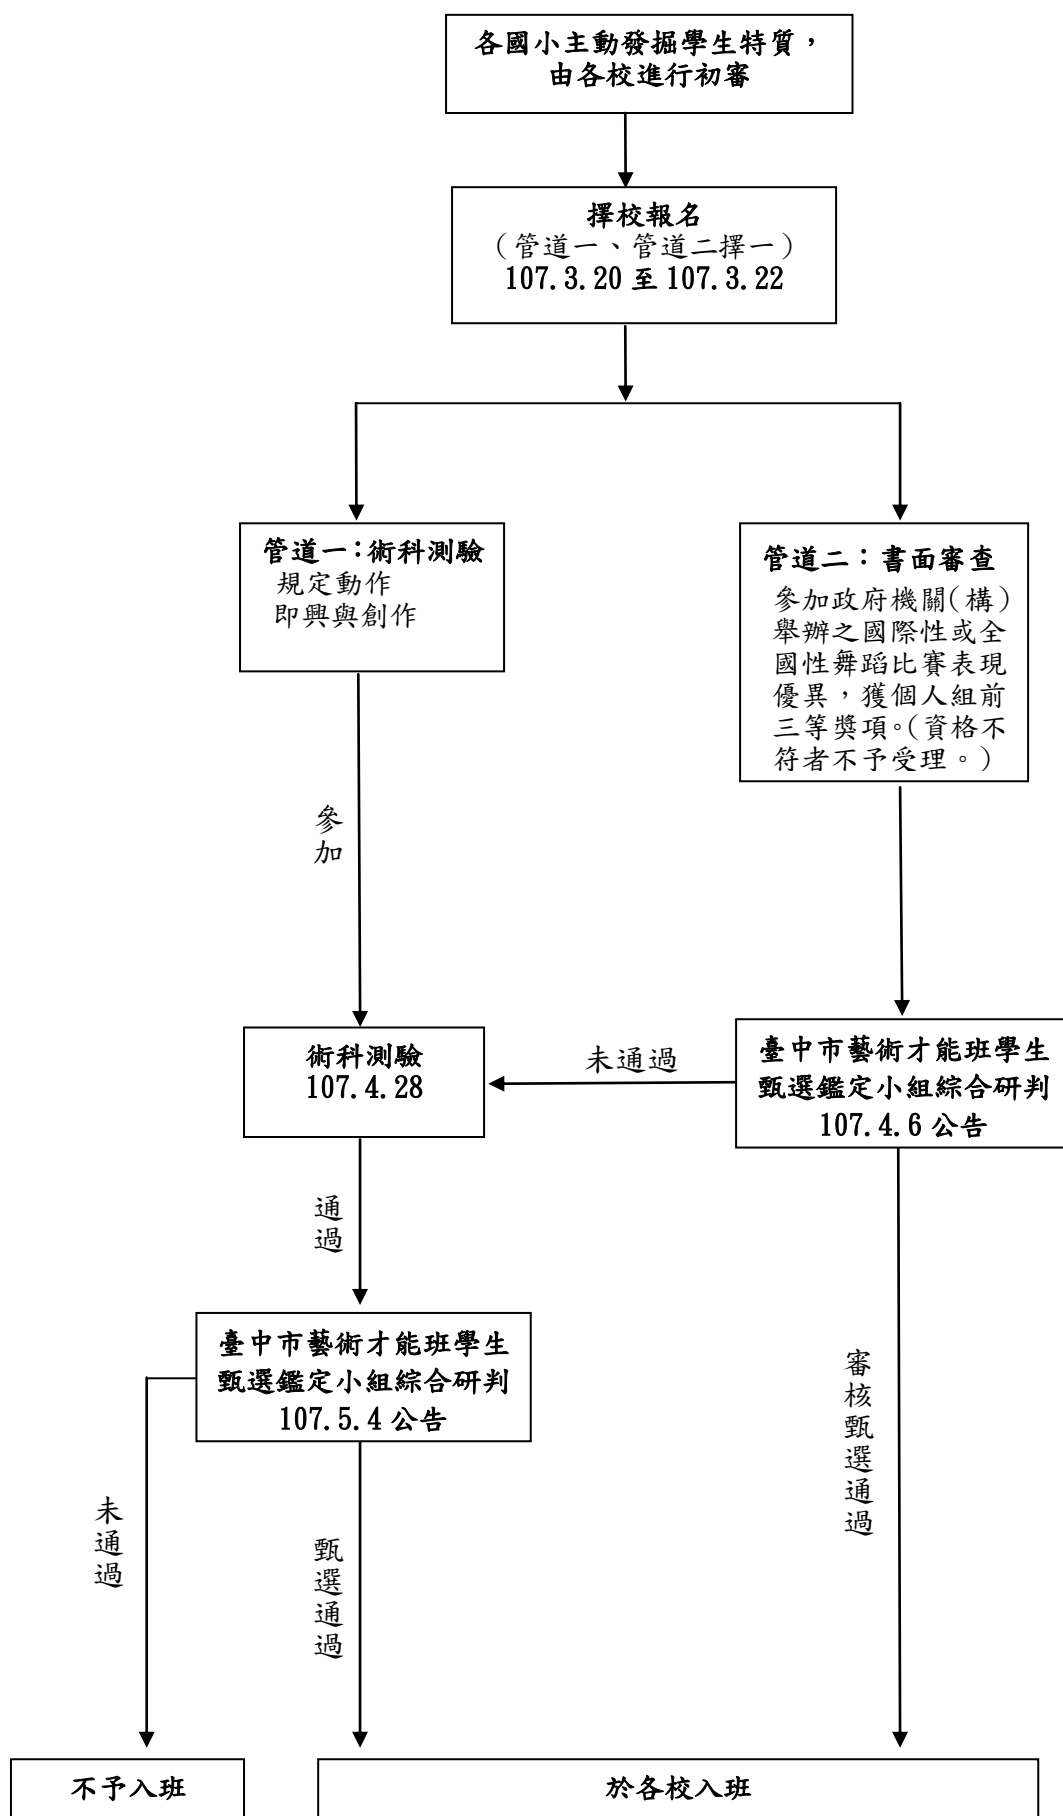 各國小主動發掘學生特質，
由各校進行初審
擇校報名
（管道一、管道二擇一）
107.3.20 至 107.3.22
管道一：術科測驗
規定動作
即興與創作
管道二：書面審查
參加政府機關(構)
舉辦之國際性或全
國性舞蹈比賽表現
優異，獲個人組前
三等獎項。(資格不
符者不予受理。)
參加
術科測驗
107.4.28
未通過
臺中市藝術才能班學生
甄選鑑定小組綜合研判
107.4.6 公告
通過
臺中市藝術才能班學生
甄選鑑定小組綜合研判
107.5.4 公告
審核甄選通過
未通過
甄選通過
不予入班
於各校入班